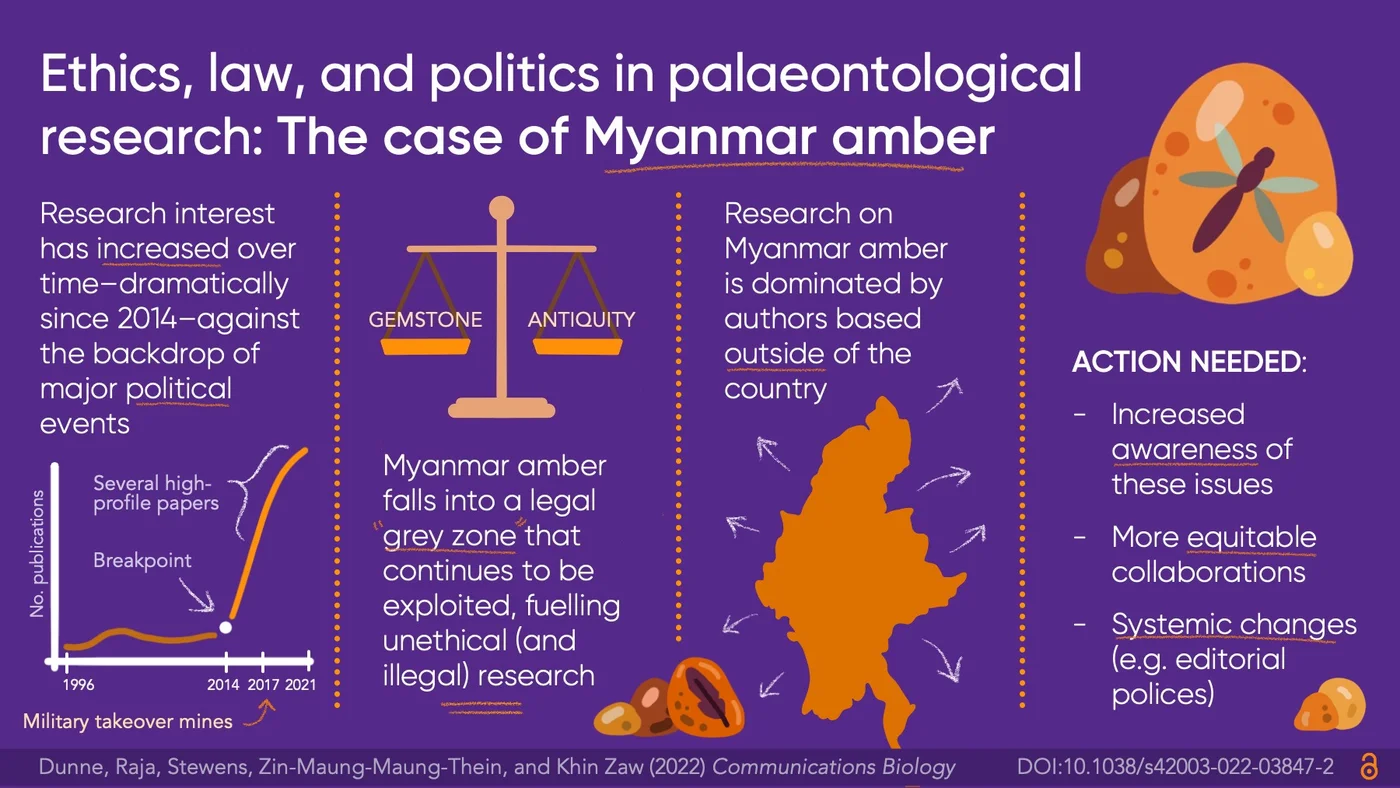 Ethics, law, and politics in palaeontological
research: The case of Myanmar amber
Research interest
has increased over
time–dramatically
since 2014–against
the backdrop of
major political
events
No. publications
Several high-
profile papers
Breakpoint
1996
2014
2017
2021
Military takeover mines
GEMSTONE
ANTIQUITY
Myanmar amber
falls into a legal
"grey zone" that
continues to be
exploited, fuelling
unethical (and
illegal) research
Research on
Myanmar amber
is dominated by
authors based
outside of the
country
ACTION NEEDED:
- Increased
awareness of
these issues
- More equitable
collaborations
- Systemic changes
(e.g. editorial
polices)
Dunne, Raja, Stewens, Zin-Maung-Maung-Thein, and Khin Zaw (2022) Communications Biology
DOI:10.1038/s42003-022-03847-2